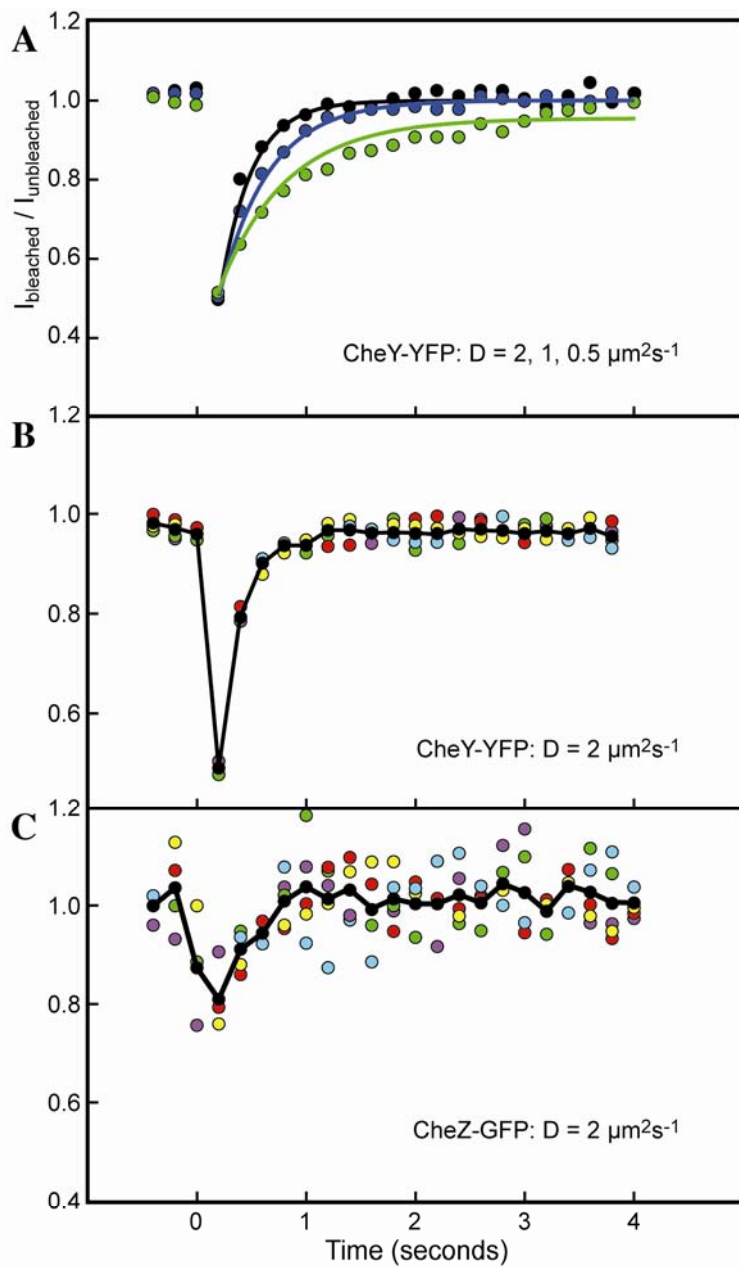 A
1.2
1.0
0.8
0.6
0.4
I bleached / I unbleached
CheY-YFP: D = 2, 1, 0.5 µm²s⁻¹
B
1.2
1.0
0.8
0.6
CheY-YFP: D = 2 µm²s⁻¹
C
1.2
1.0
0.8
0.6
0.4
CheZ-GFP: D = 2 µm²s⁻¹
0 1 2 3 4
Time (seconds)